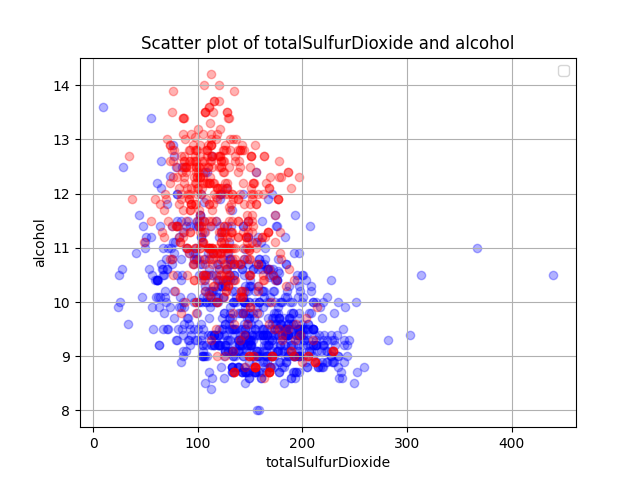 Scatter plot of totalSulfurDioxide and alcohol
14
13
12
11
10
9
8
alcohol
0 100 200 300 400
totalSulfurDioxide